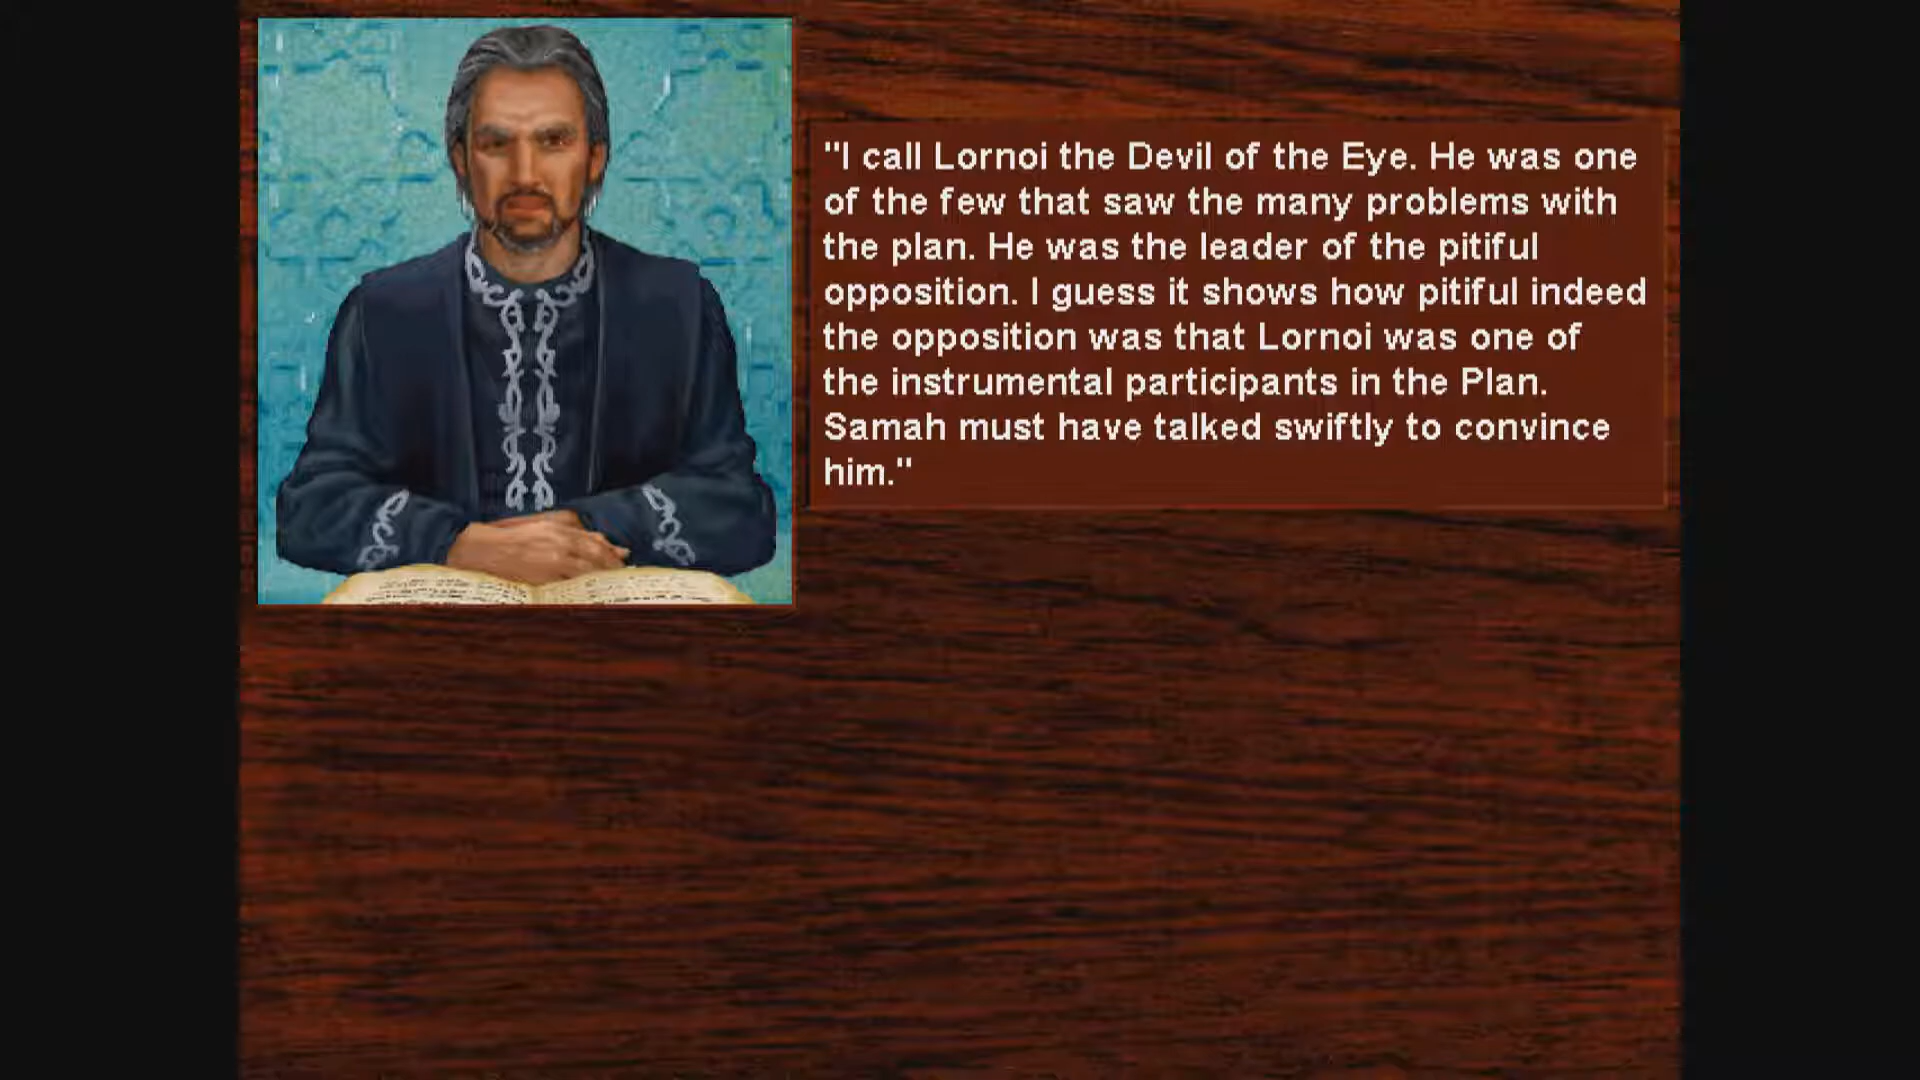 "I call Lornoi the Devil of the Eye. He was one
of the few that saw the many problems with
the plan. He was the leader of the pitiful
opposition. I guess it shows how pitiful indeed
the opposition was that Lornoi was one of
the instrumental participants in the Plan.
Samah must have talked swiftly to convince
him."